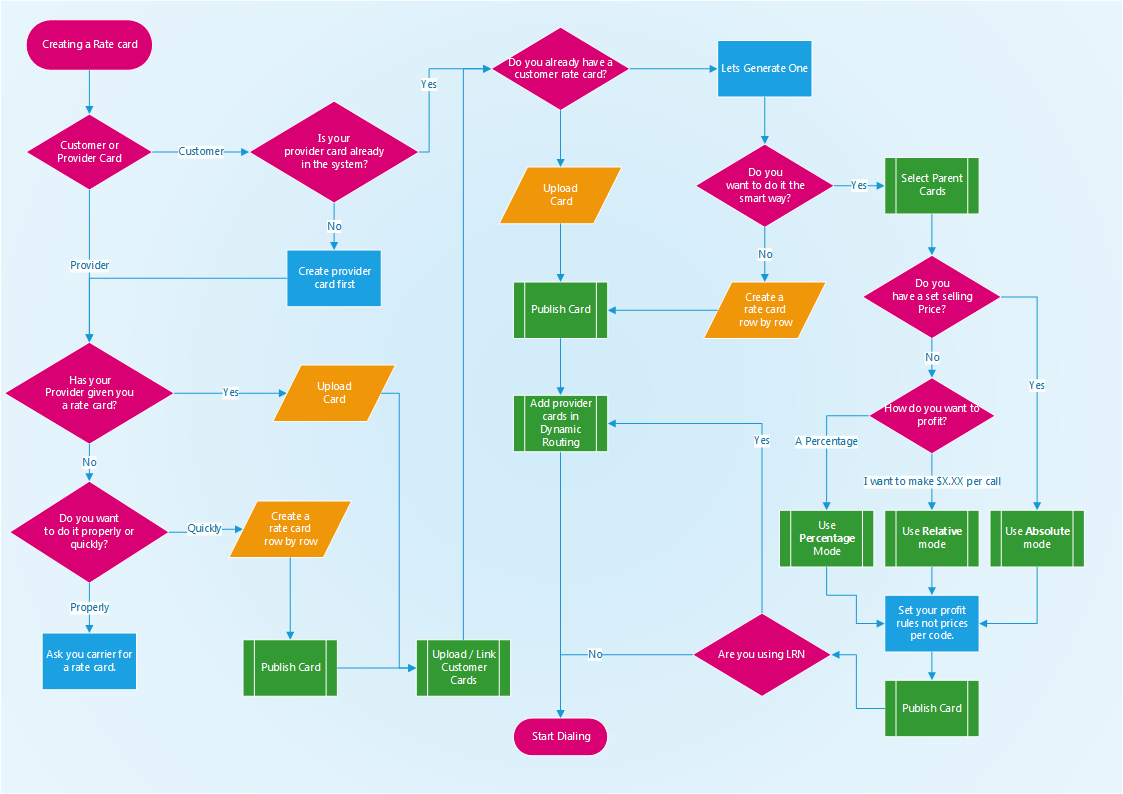 Creating a Rate card
Customer or
Provider Card
Customer
Is your
provider card already
in the system?
Yes
No
Create provider
card first
Provider
Has your
Provider given you
a rate card?
Yes
Upload
Card
No
Do you want
to do it properly or
quickly?
Quickly
Create a
rate card
row by row
Properly
Ask you carrier for
a rate card.
Publish Card
Upload / Link
Customer
Cards
Do you already have a
customer rate card?
Upload
Card
Publish Card
Add provider
cards in
Dynamic
Routing
Start Dialing
Lets Generate One
Do you
want to do it the
smart way?
Yes
No
Create a
rate card
row by row
Select Parent
Cards
Do you
have a set selling
Price?
No
Yes
How do you want to
profit?
A Percentage
I want to make $X.XX per call
Use
Percentage
Mode
Use Relative
mode
Use Absolute
mode
Set your profit
rules not prices
per code.
Publish Card
Are you using LRN
Yes
No